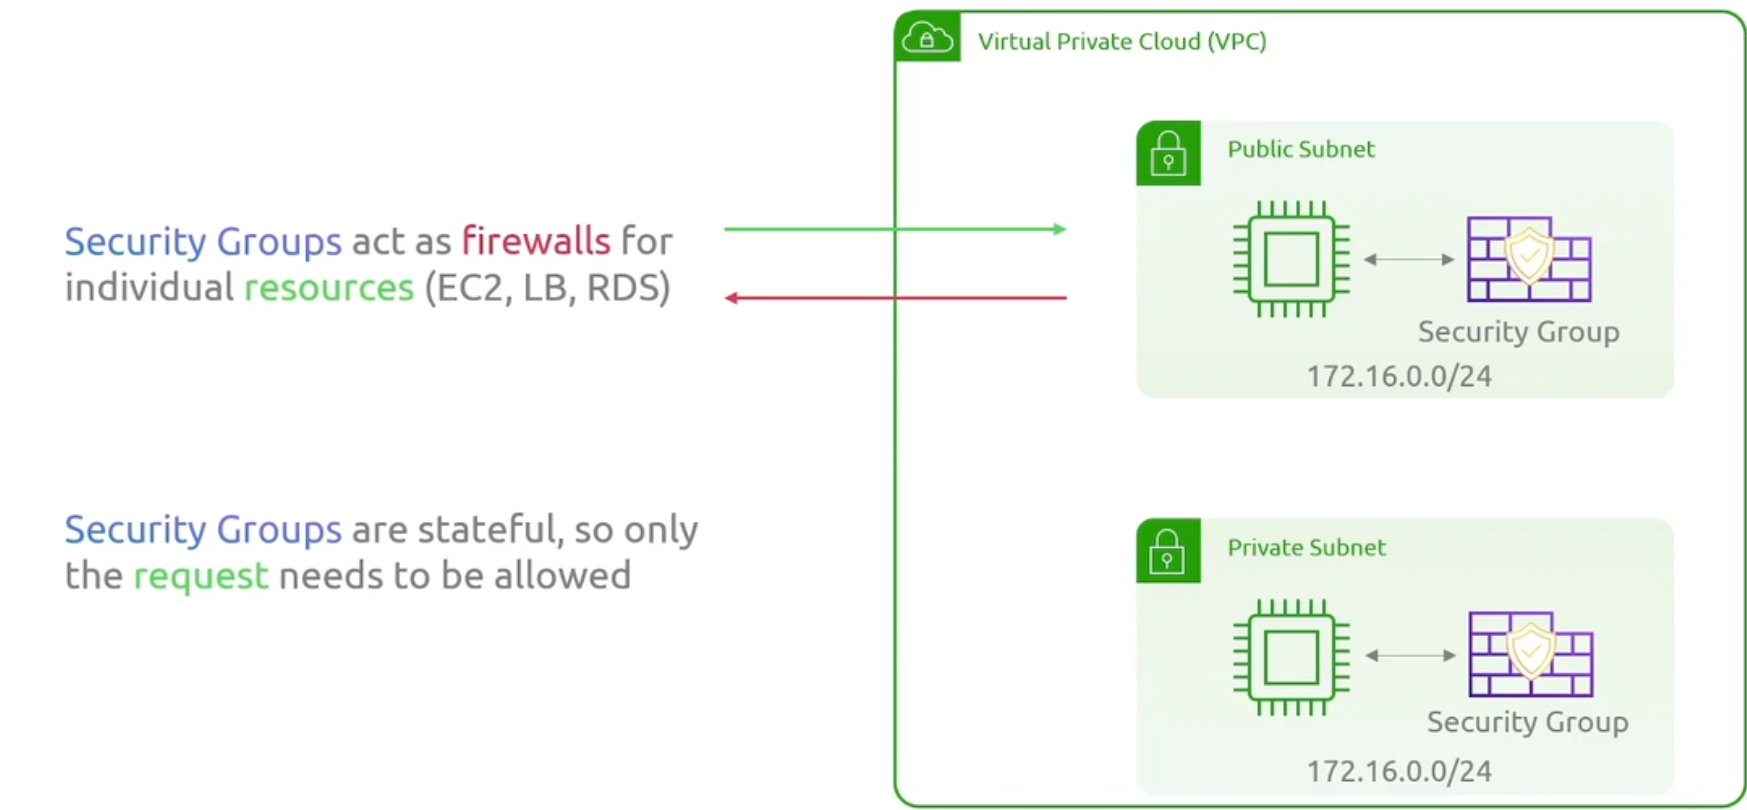 Virtual Private Cloud (VPC)
Public Subnet
Security Groups act as firewalls for
individual resources (EC2, LB, RDS)
Security Group
172.16.0.0/24
Security Groups are stateful, so only
the request needs to be allowed
Private Subnet
Security Group
172.16.0.0/24